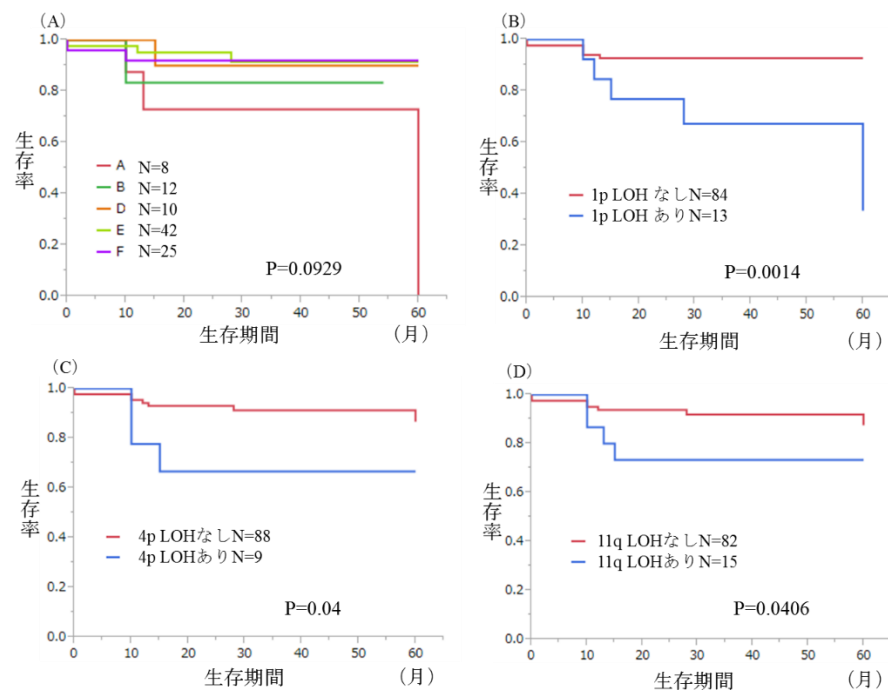 (A)
1.0
0.8
0.6
0.4
0.2
0.0
生存率
A N=8
B N=12
D N=10
E N=42
F N=25
P=0.0929
0 10 20 30 40 50 60
生存期間 (月)
(B)
1.0
0.8
0.6
0.4
0.2
0.0
生存率
1p LOH なしN=84
1p LOH ありN=13
P=0.0014
0 10 20 30 40 50 60
生存期間 (月)
(C)
1.0
0.8
0.6
0.4
0.2
0.0
生存率
4p LOHなしN=88
4p LOHありN=9
P=0.04
0 10 20 30 40 50 60
生存期間 (月)
(D)
1.0
0.8
0.6
0.4
0.2
0.0
生存率
11q LOHなしN=82
11q LOHありN=15
P=0.0406
0 10 20 30 40 50 60
生存期間 (月)